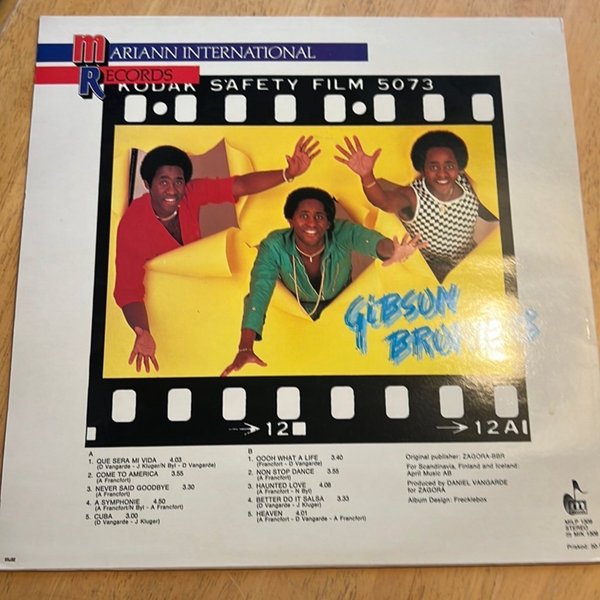 MARIANN INTERNATIONAL
RECORDS
KODAK SAFETY FILM 5073
GIBSON
BROTHERS
12
12A
A
1. QUE SERA MI VIDA 4.03
(D Vangarde - J Kluger/N Byl - D Vangarde)
2. COME TO AMERICA 3.55
(A Francfort)
3. NEVER SAID GOODBYE 3.30
(A Francfort)
4. A SYMPHONIE 4.50
(A Francfort/N Byl - A Francfort)
5. CUBA 3.00
(D Vangarde - J Kluger)
B
1. OOOH WHAT A LIFE 3.40
(Francfort - D Vangarde)
2. NON STOP DANCE 3.55
(A Francfort)
3. HAUNTED LOVE 4.01
(A Francfort - N Byl)
4. BETTER DO IT SALSA 3.33
(D Vangarde - J Kluger)
5. HEAVEN 4.01
(A Francfort - D Vangarde - A Francfort)
Original publisher: ZAGORA-BBR
For Scandinavia, Finland and Iceland:
April Music AB
Produced by DANIEL VANGARDE
for ZAGORA
Album Design: Frecklebox
MILP 1308
STEREO
Priskod: